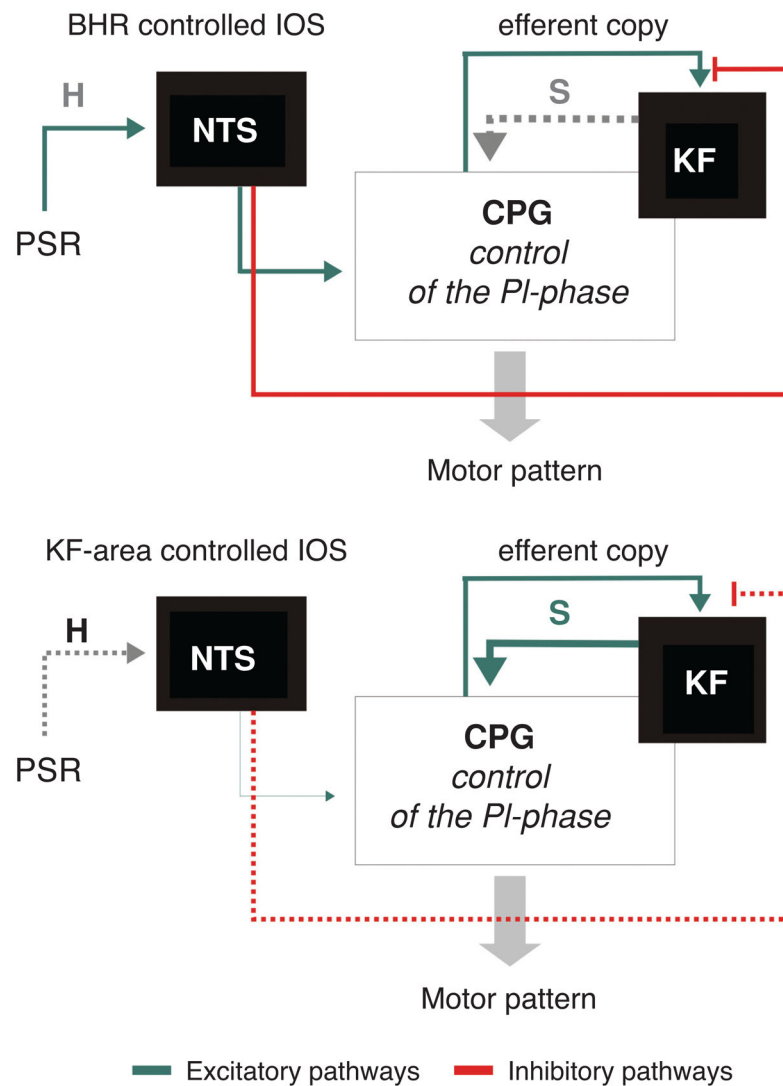 BHR controlled IOS
efferent copy
H
S
NTS
KF
PSR
CPG
control
of the PI-phase
Motor pattern
KF-area controlled IOS
efferent copy
H
S
NTS
KF
PSR
CPG
control
of the PI-phase
Motor pattern
Excitatory pathways
Inhibitory pathways